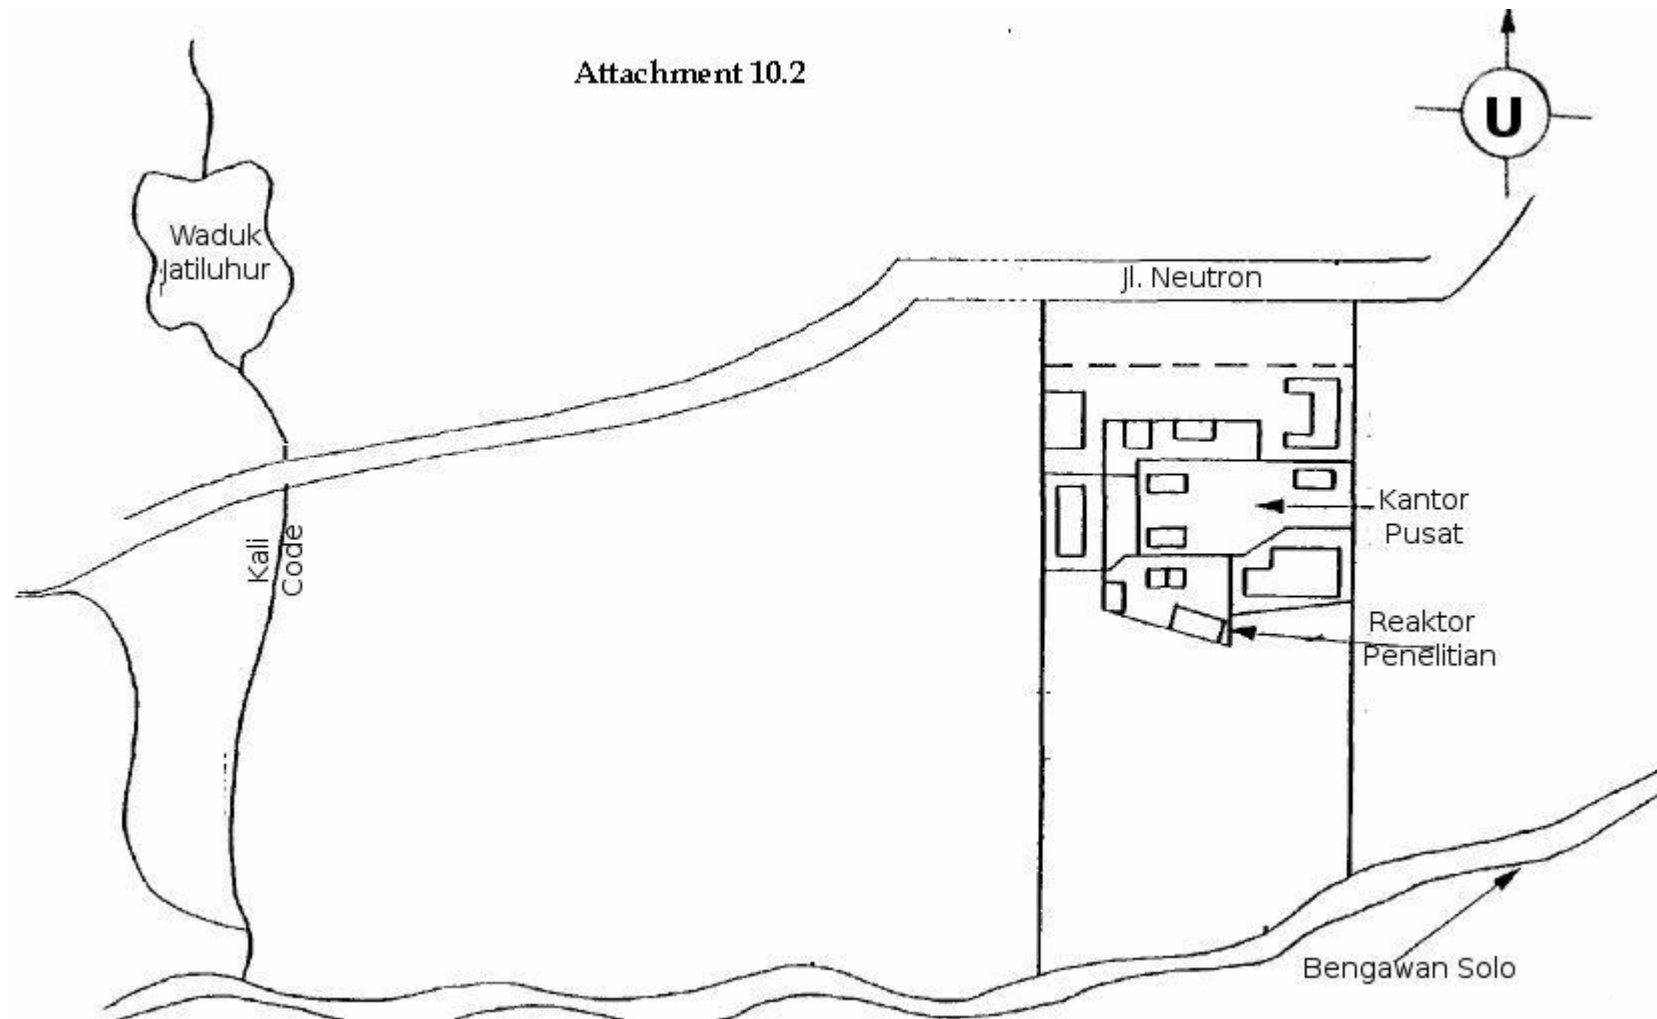 Attachment 10.2
U
Waduk
Jatiluhur
Jl. Neutron
Kantor
Pusat
Kali
Code
Reaktor
Penelitian
Bengawan Solo